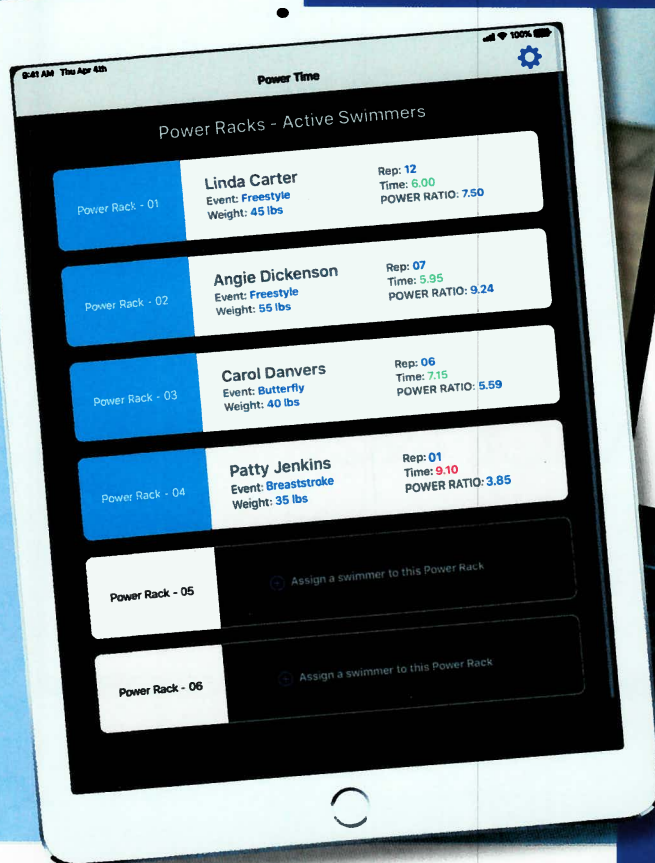 9:41 AM Thu Apr 4th
100%
Power Time
Power Racks - Active Swimmers
Power Rack - 01
Linda Carter
Event: Freestyle
Weight: 45 lbs
Rep: 12
Time: 6.00
POWER RATIO: 7.50
Power Rack - 02
Angie Dickenson
Event: Freestyle
Weight: 55 lbs
Rep: 07
Time: 5.95
POWER RATIO: 9.24
Power Rack - 03
Carol Danvers
Event: Butterfly
Weight: 40 lbs
Rep: 06
Time: 7.15
POWER RATIO: 5.59
Power Rack - 04
Patty Jenkins
Event: Breaststroke
Weight: 35 lbs
Rep: 01
Time: 9.10
POWER RATIO: 3.85
Power Rack - 05
Assign a swimmer to this Power Rack
Power Rack - 06
Assign a swimmer to this Power Rack